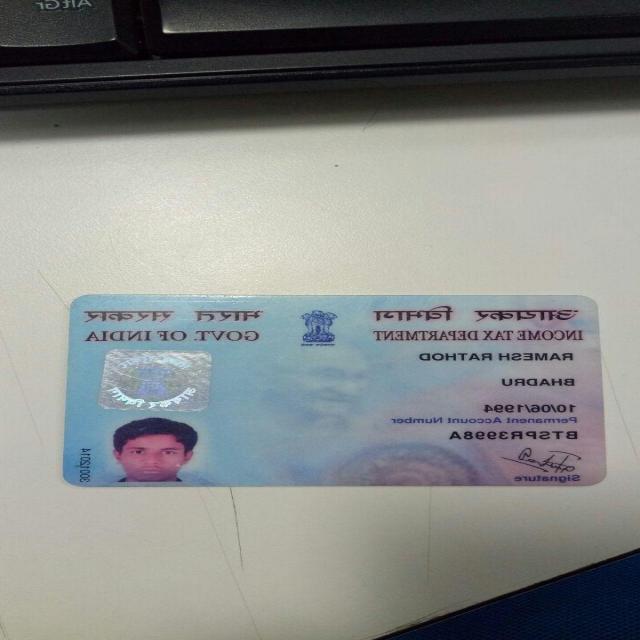 AltGr
आयकर विभाग भारत सरकार
INCOME TAX DEPARTMENT GOVT. OF INDIA
RAMESH RATHOD
BHADRU
10/06/1994
Permanent Account Number
BTSPR3998A
Signature